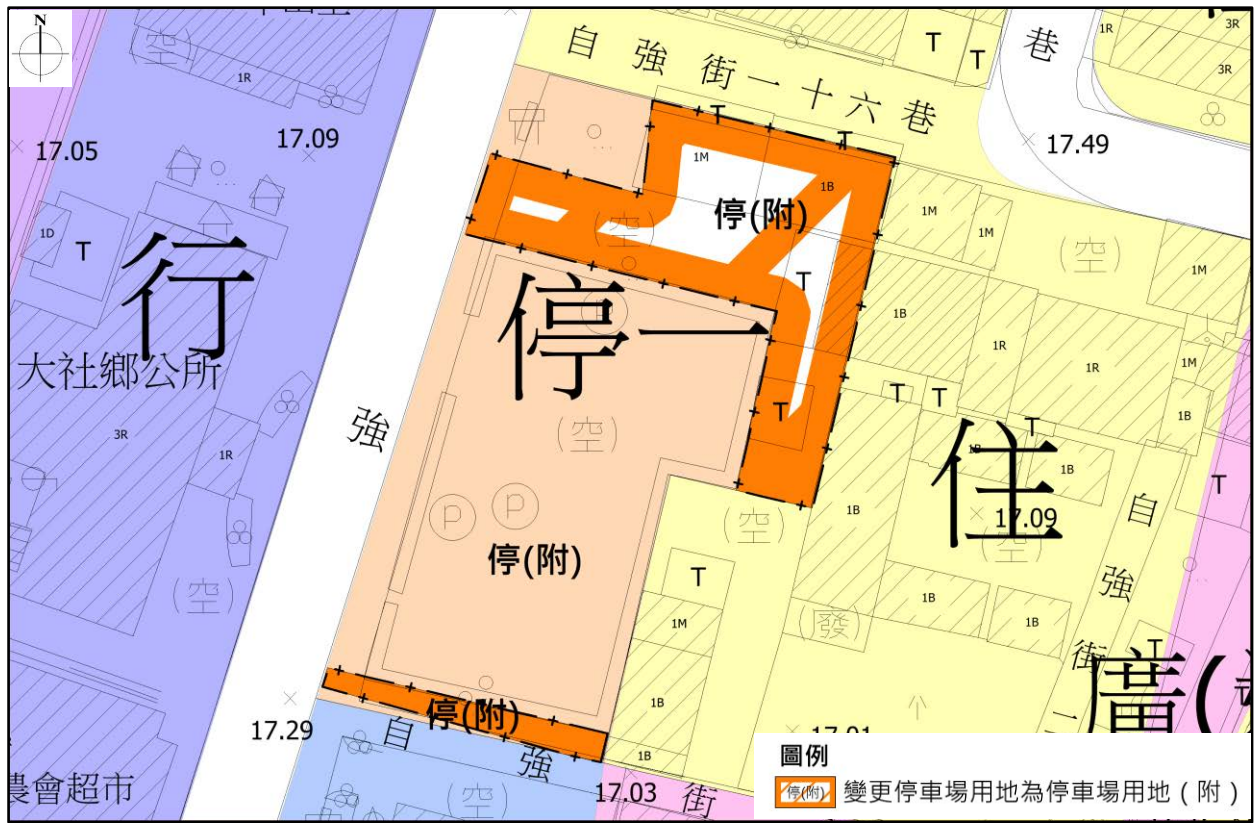 N
(空)
1R
17.05
17.09
1D
T
行
大社鄉公所
3R
1R
(空)
農會超市
17.29
強
自強街一十六巷
T
T
巷
1R
3R
3R
17.49
T
T
1M
1B
停(附)
(空)
T
T
停一
(空)
P
P
P
停(附)
停(附)
自強街
(空)
17.03
1M
1M
(空)
1M
1B
1R
1R
1M
1B
T
T
T
1B
1B
住
17.09
(空)
(空)
1B
T
1M
1B
1B
(發)
1B
1B
自強街一
T
T
廣(
17.01
圖例
停(附) 變更停車場用地為停車場用地(附)